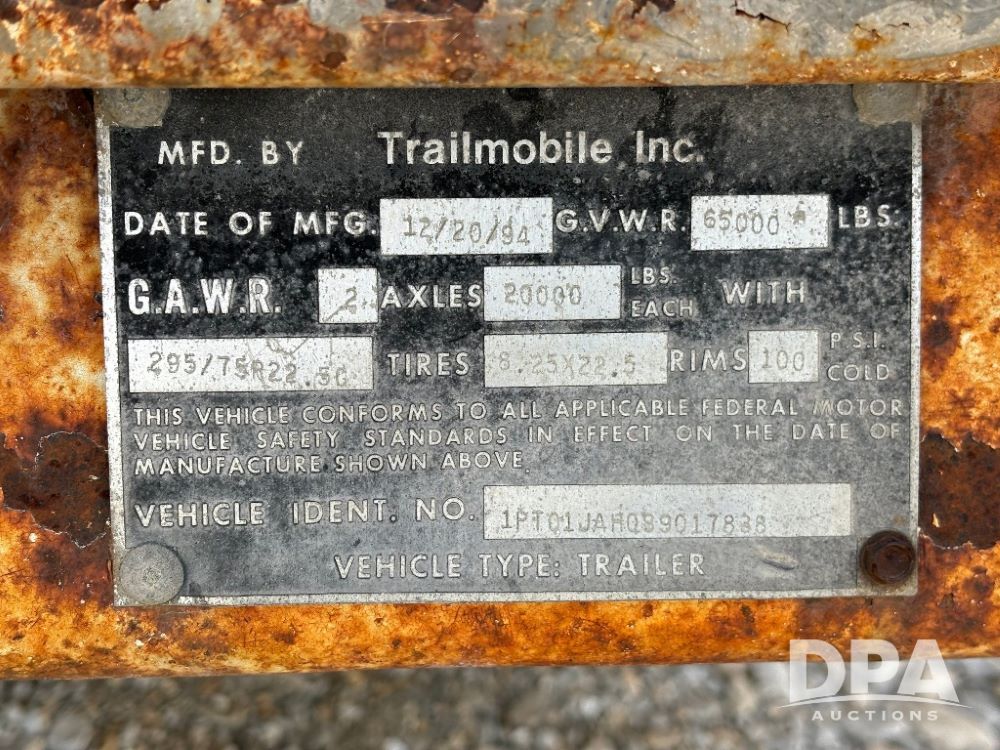 MFD. BY Trailmobile Inc.
DATE OF MFG. 12/20/94 G.V.W.R. 65000 * LBS.
G.A.W.R. 2 AXLES 20000 LBS. EACH WITH
295/75R22.5G TIRES 8.25X22.5 RIMS 100 P.S.I. COLD
THIS VEHICLE CONFORMS TO ALL APPLICABLE FEDERAL MOTOR
VEHICLE SAFETY STANDARDS IN EFFECT ON THE DATE OF
MANUFACTURE SHOWN ABOVE.
VEHICLE IDENT. NO. 1PT01JAH0S9017838
VEHICLE TYPE: TRAILER
DPA
AUCTIONS